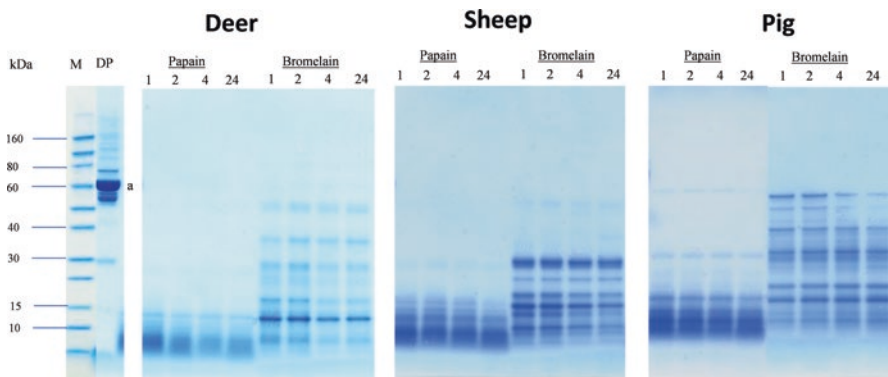 Deer Sheep Pig
kDa M DP Papain Bromelain Papain Bromelain Papain Bromelain
1 2 4 24 1 2 4 24 1 2 4 24 1 2 4 24 1 2 4 24 1 2 4 24
160
80
60 a
40
30
15
10